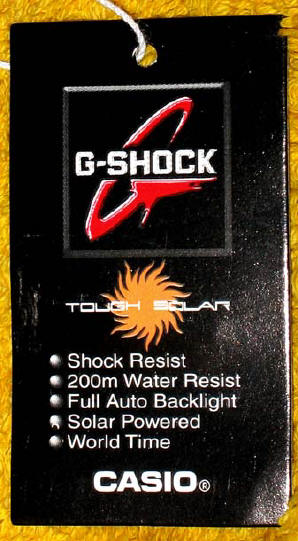 G-SHOCK
TOUGH SOLAR
Shock Resist
200m Water Resist
Full Auto Backlight
Solar Powered
World Time
CASIO®